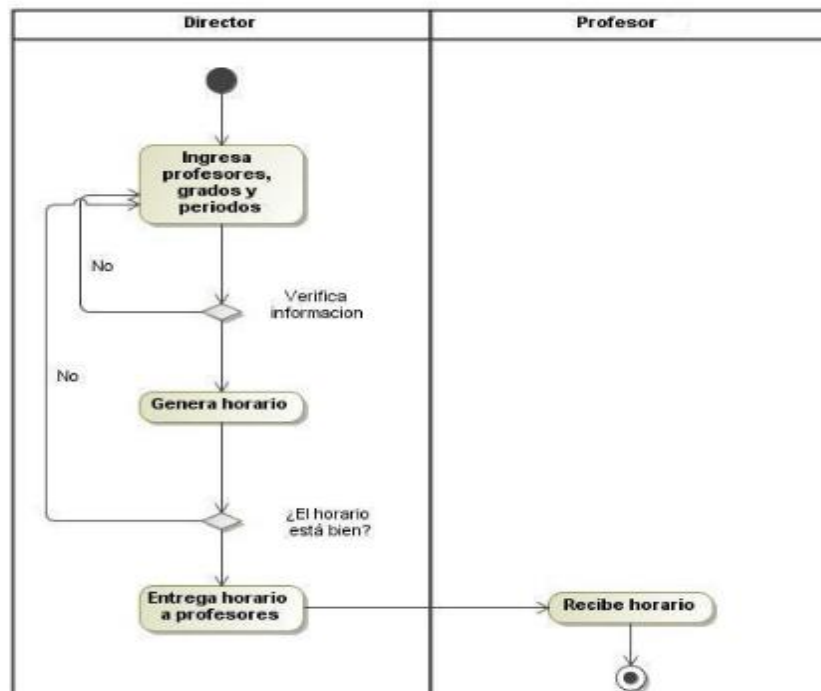 Director
Profesor
Ingresa
profesores,
grados y
periodos
No
Verifica
informacion
No
Genera horario
¿El horario
está bien?
Entrega horario
a profesores
Recibe horario